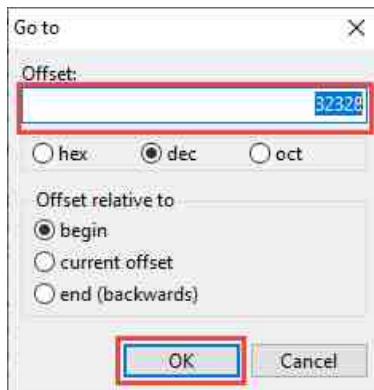 Go to
Offset:
32328
hex dec oct
Offset relative to
begin
current offset
end (backwards)
OK Cancel